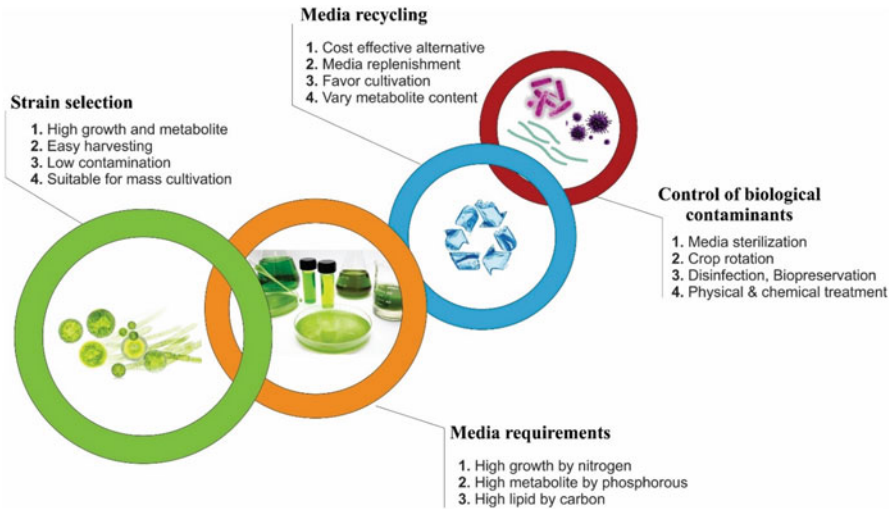 Media recycling
1. Cost effective alternative
2. Media replenishment
3. Favor cultivation
4. Vary metabolite content
Strain selection
1. High growth and metabolite
2. Easy harvesting
3. Low contamination
4. Suitable for mass cultivation
Control of biological
contaminants
1. Media sterilization
2. Crop rotation
3. Disinfection, Biopreservation
4. Physical & chemical treatment
Media requirements
1. High growth by nitrogen
2. High metabolite by phosphorous
3. High lipid by carbon